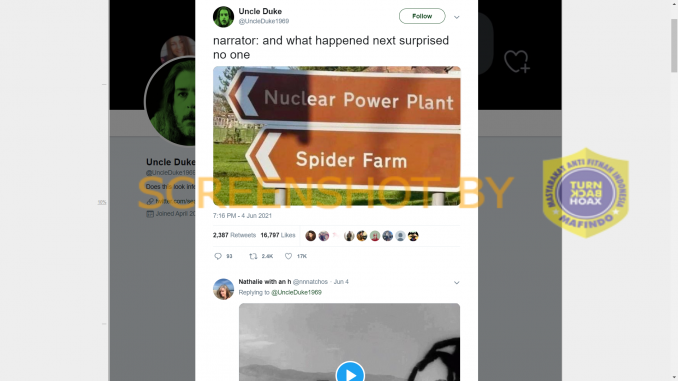 Uncle Duke
@UncleDuke1969
Follow
narrator: and what happened next surprised
no one
Nuclear Power Plant
Spider Farm
SCREENSHOT BY
MASYARAKAT ANTI FITNAH INDONESIA
TURN
BACK
HOAX
MAFINDO
Uncle Duke
@UncleDuke1969
Does this look
Joined April 20
7:16 PM - 4 Jun 2021
2,387 Retweets 16,797 Likes
93 2.4K 17K
Nathalie with an h @nnnatchos · Jun 4
Replying to @UncleDuke1969